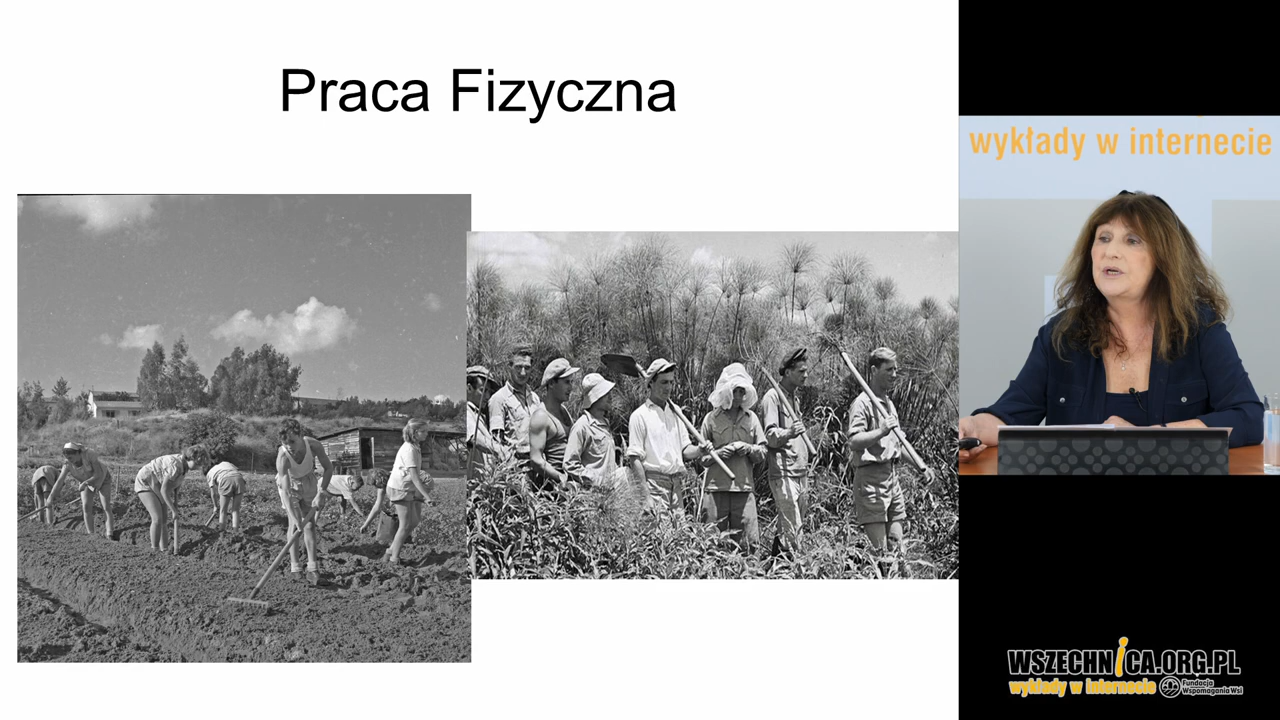 Praca Fizyczna
wykłady w internecie
WSZECHNiCA.ORG.PL
wykłady w internecie
Fundacja
Wspomagania Wsi